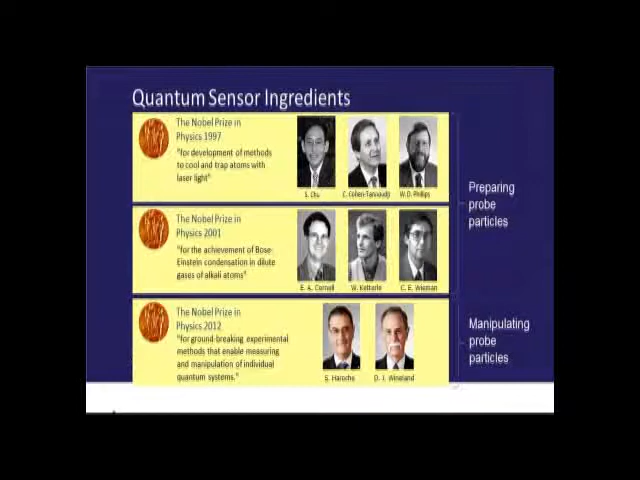 Quantum Sensor Ingredients
The Nobel Prize in
Physics 1997
"for development of methods
to cool and trap atoms with
laser light"
S. Chu
C. Cohen-Tannoudji
W.D. Phillips
Preparing
probe
particles
The Nobel Prize in
Physics 2001
"for the achievement of Bose-
Einstein condensation in dilute
gases of alkali atoms"
E. A. Cornell
W. Ketterle
C. E. Wieman
The Nobel Prize in
Physics 2012
"for ground-breaking experimental
methods that enable measuring
and manipulation of individual
quantum systems."
S. Haroche
D. J. Wineland
Manipulating
probe
particles